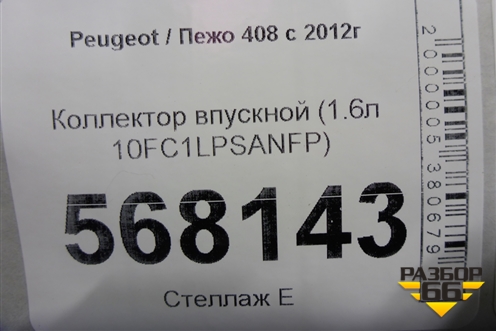 Peugeot / Пежо 408 с 2012г
Коллектор впускной (1.6л
10FC1LPSANFP)
568143
Стеллаж Е
2000005380679
РАЗБОР
66